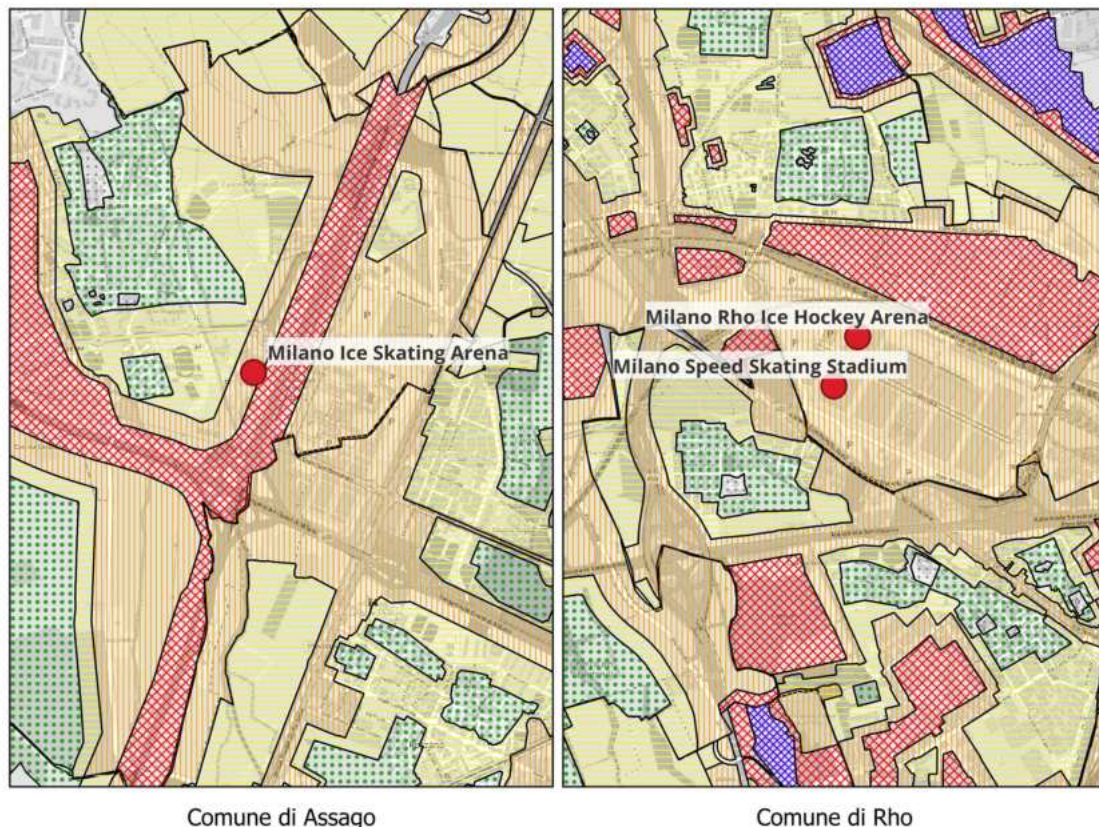 Milano Ice Skating Arena
Milano Rho Ice Hockey Arena
Milano Speed Skating Stadium
Comune di Assago
Comune di Rho